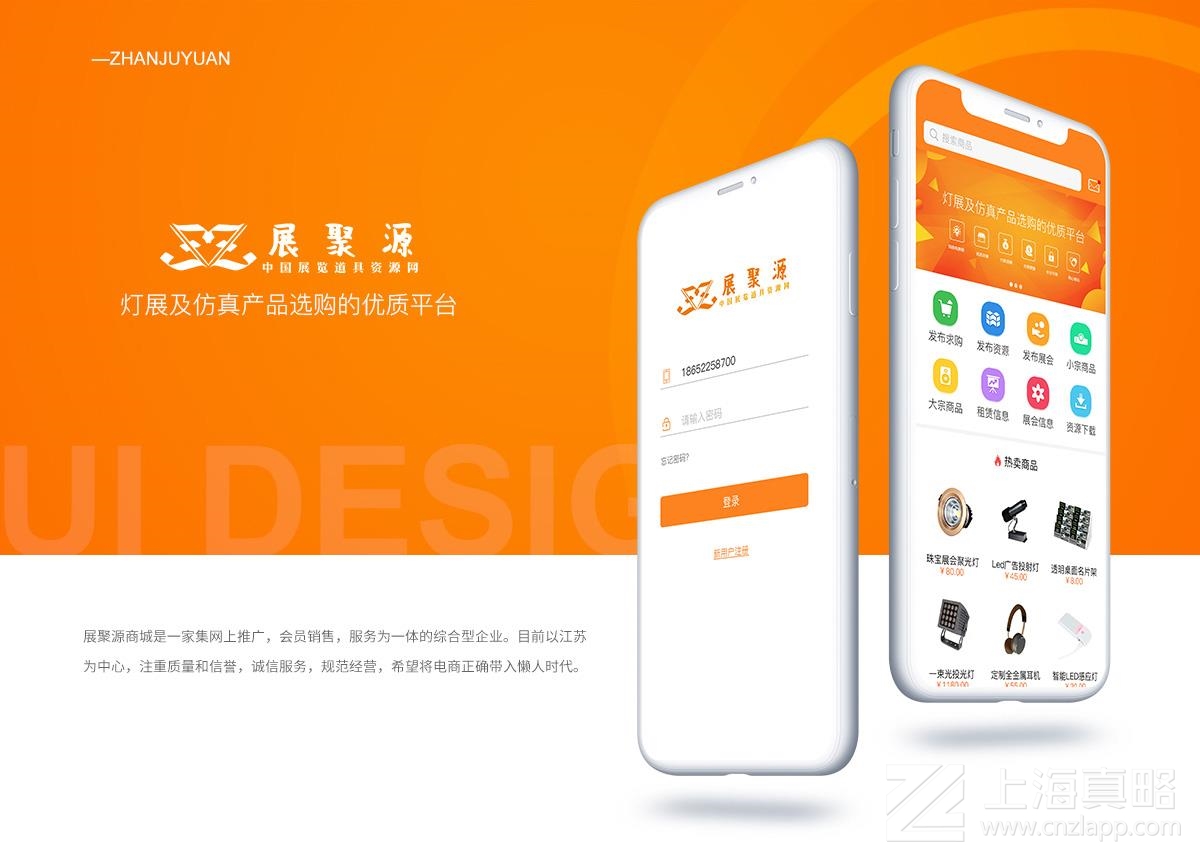 —ZHANJUYUAN
展聚源
中国展览道具资源网
灯展及仿真产品选购的优质平台
UI DESIG
展聚源商城是一家集网上推广，会员销售，服务为一体的综合型企业。目前以江苏
为中心，注重质量和信誉，诚信服务，规范经营，希望将电商正确带入懒人时代。
展聚源
中国展览道具资源网
18652258700
请输入密码
忘记密码?
登录
新用户注册
搜索商品
灯展及仿真产品选购的优质平台
发布求购 发布资源 发布展会 小宗商品
大宗商品 租赁信息 展会信息 资源下载
热卖商品
珠宝展会聚光灯 Led广告投射灯 透明桌面名片架
¥80.00 ¥45.00 ¥8.00
一束光投光灯 定制全金属耳机 智能LED感应灯
¥1180.00 ¥55.00
上海真略
www.cnzlapp.com